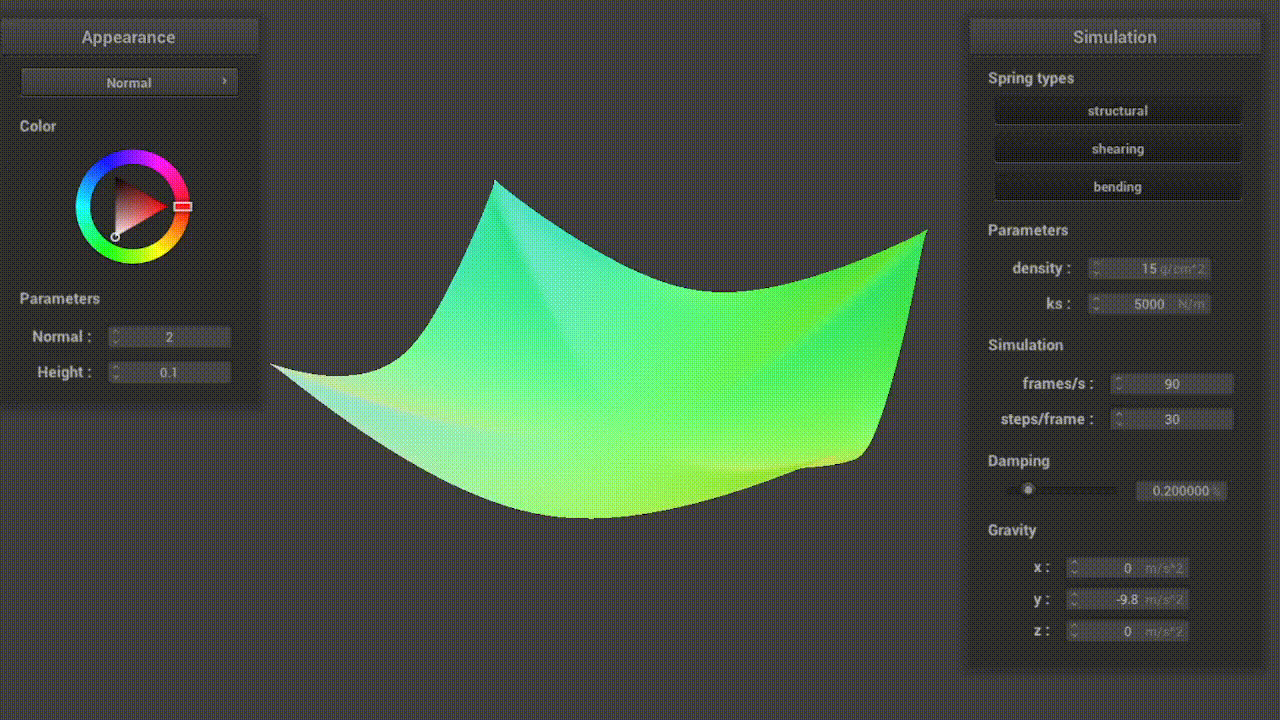 Appearance
Normal
Color
Parameters
Normal : 2
Height : 0.1
Simulation
Spring types
structural
shearing
bending
Parameters
density : 15 g/cm^2
ks : 5000 N/m
Simulation
frames/s : 90
steps/frame : 30
Damping
0.200000 %
Gravity
x : 0 m/s^2
y : -9.8 m/s^2
z : 0 m/s^2